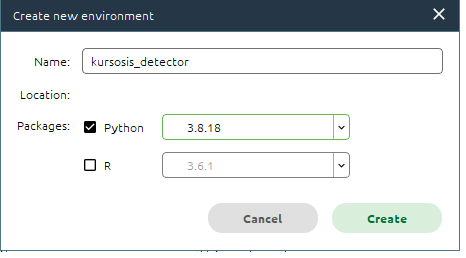 Create new environment
Name: kursosis_detector
Location:
Packages: Python 3.8.18
R 3.6.1
Cancel Create